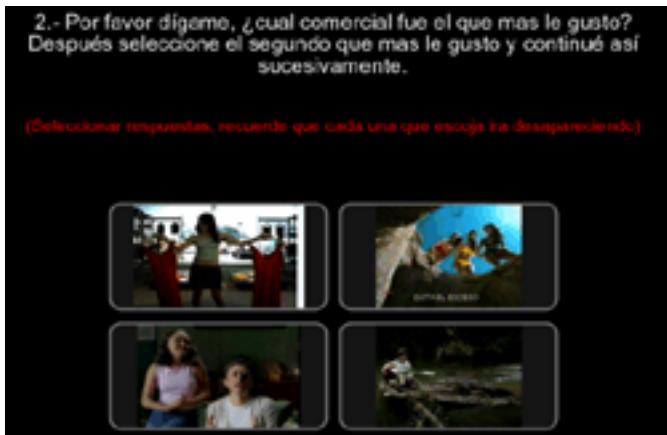 2.- Por favor dígame, ¿cual comercial fue el que mas le gusto?
Después seleccione el segundo que mas le gusto y continué así
sucesivamente.
(Seleccionar respuestas, recuerde que cada una que escoja ira desapareciendo)